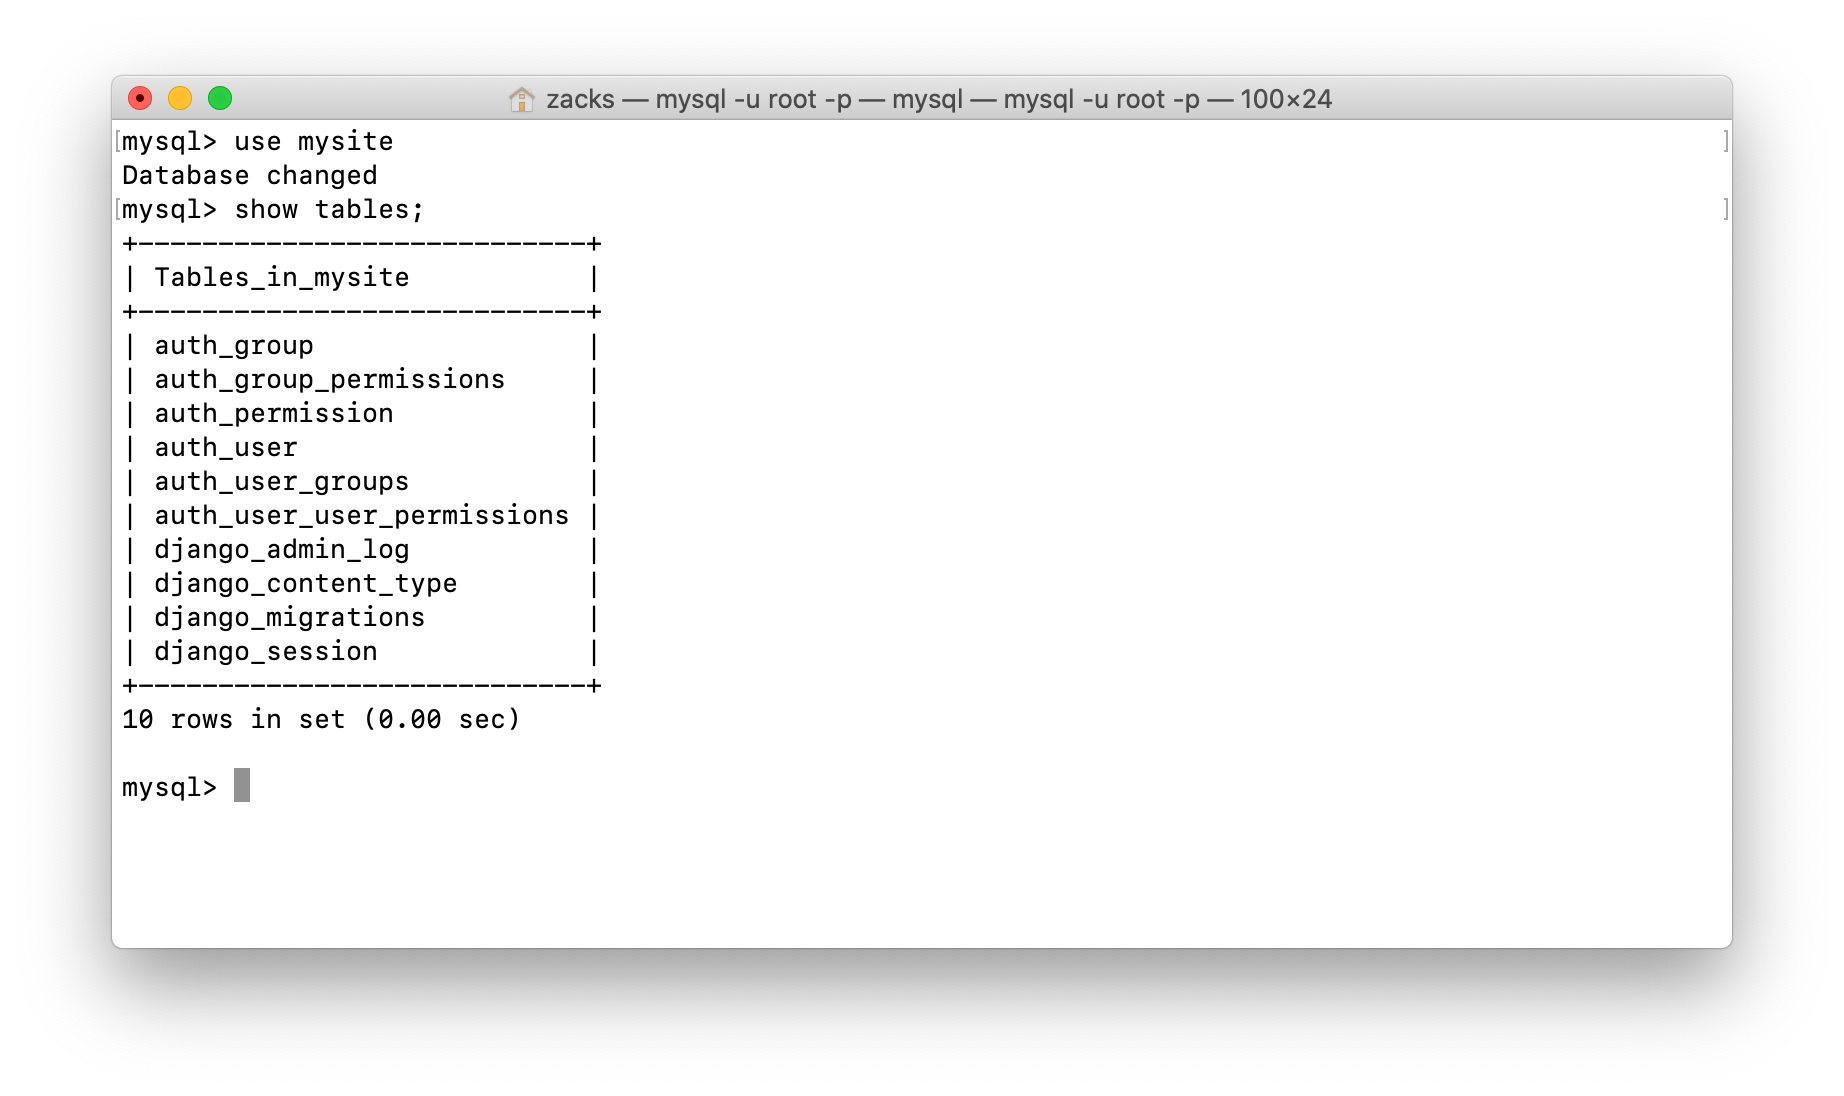 zacks — mysql -u root -p — mysql — mysql -u root -p — 100×24
[mysql> use mysite ]
Database changed
[mysql> show tables; ]
+----------------------------+
| Tables_in_mysite           |
+----------------------------+
| auth_group                 |
| auth_group_permissions     |
| auth_permission            |
| auth_user                  |
| auth_user_groups           |
| auth_user_user_permissions |
| django_admin_log           |
| django_content_type        |
| django_migrations          |
| django_session             |
+----------------------------+
10 rows in set (0.00 sec)
mysql>